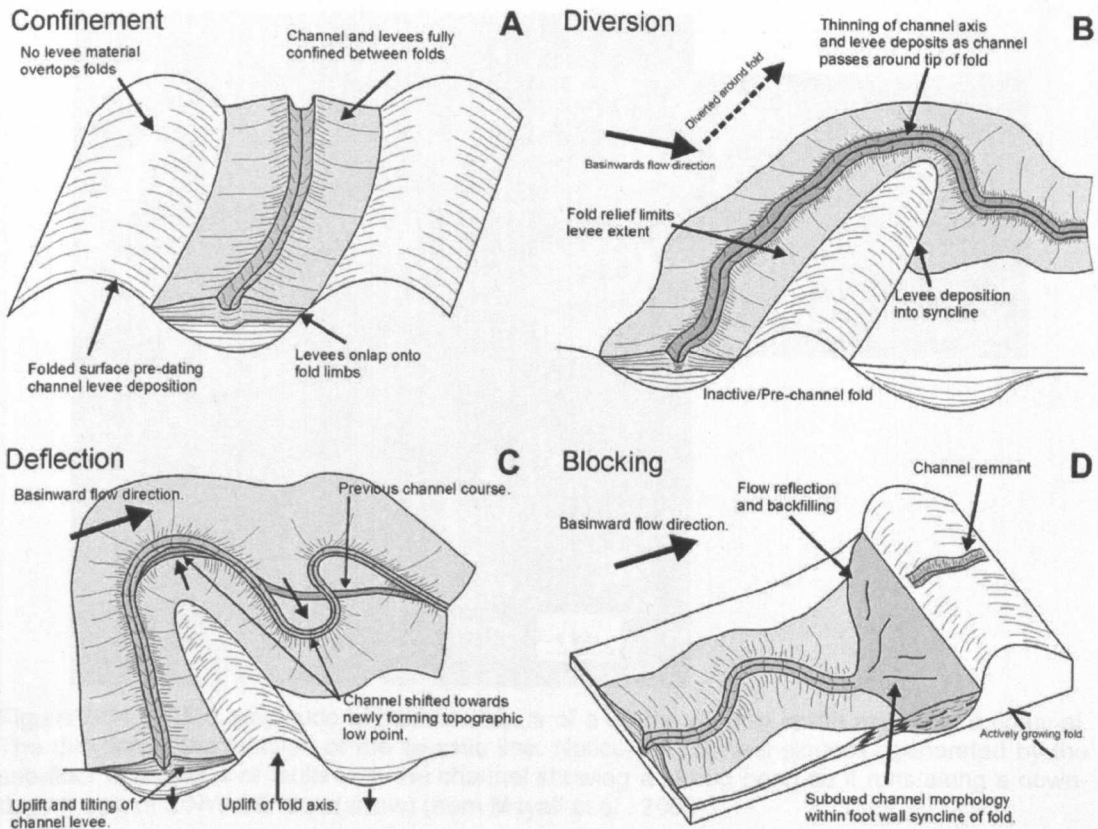 Confinement
A
No levee material
overtops folds
Channel and levees fully
confined between folds
Folded surface pre-dating
channel levee deposition
Levees onlap onto
fold limbs
Diversion
B
Thinning of channel axis
and levee deposits as channel
passes around tip of fold
Diverted around fold
Basinwards flow direction
Fold relief limits
levee extent
Levee deposition
into syncline
Inactive/Pre-channel fold
Deflection
C
Basinward flow direction.
Previous channel course.
Channel shifted towards
newly forming topographic
low point.
Uplift and tilting of
channel levee.
Uplift of fold axis.
Blocking
D
Channel remnant
Flow reflection
and backfilling
Basinward flow direction.
Actively growing fold.
Subdued channel morphology
within foot wall syncline of fold.